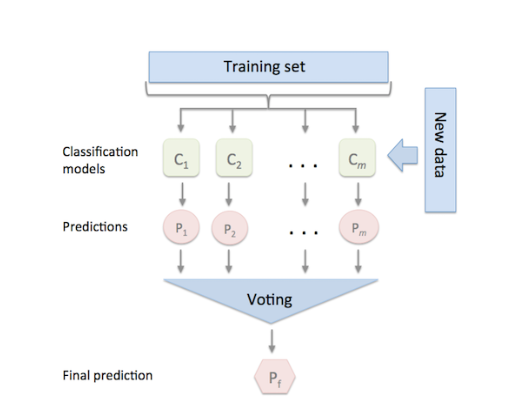 Training set
Classification
models
C1 C2 ... Cm
New data
Predictions
P1 P2 ... Pm
Voting
Final prediction
Pf